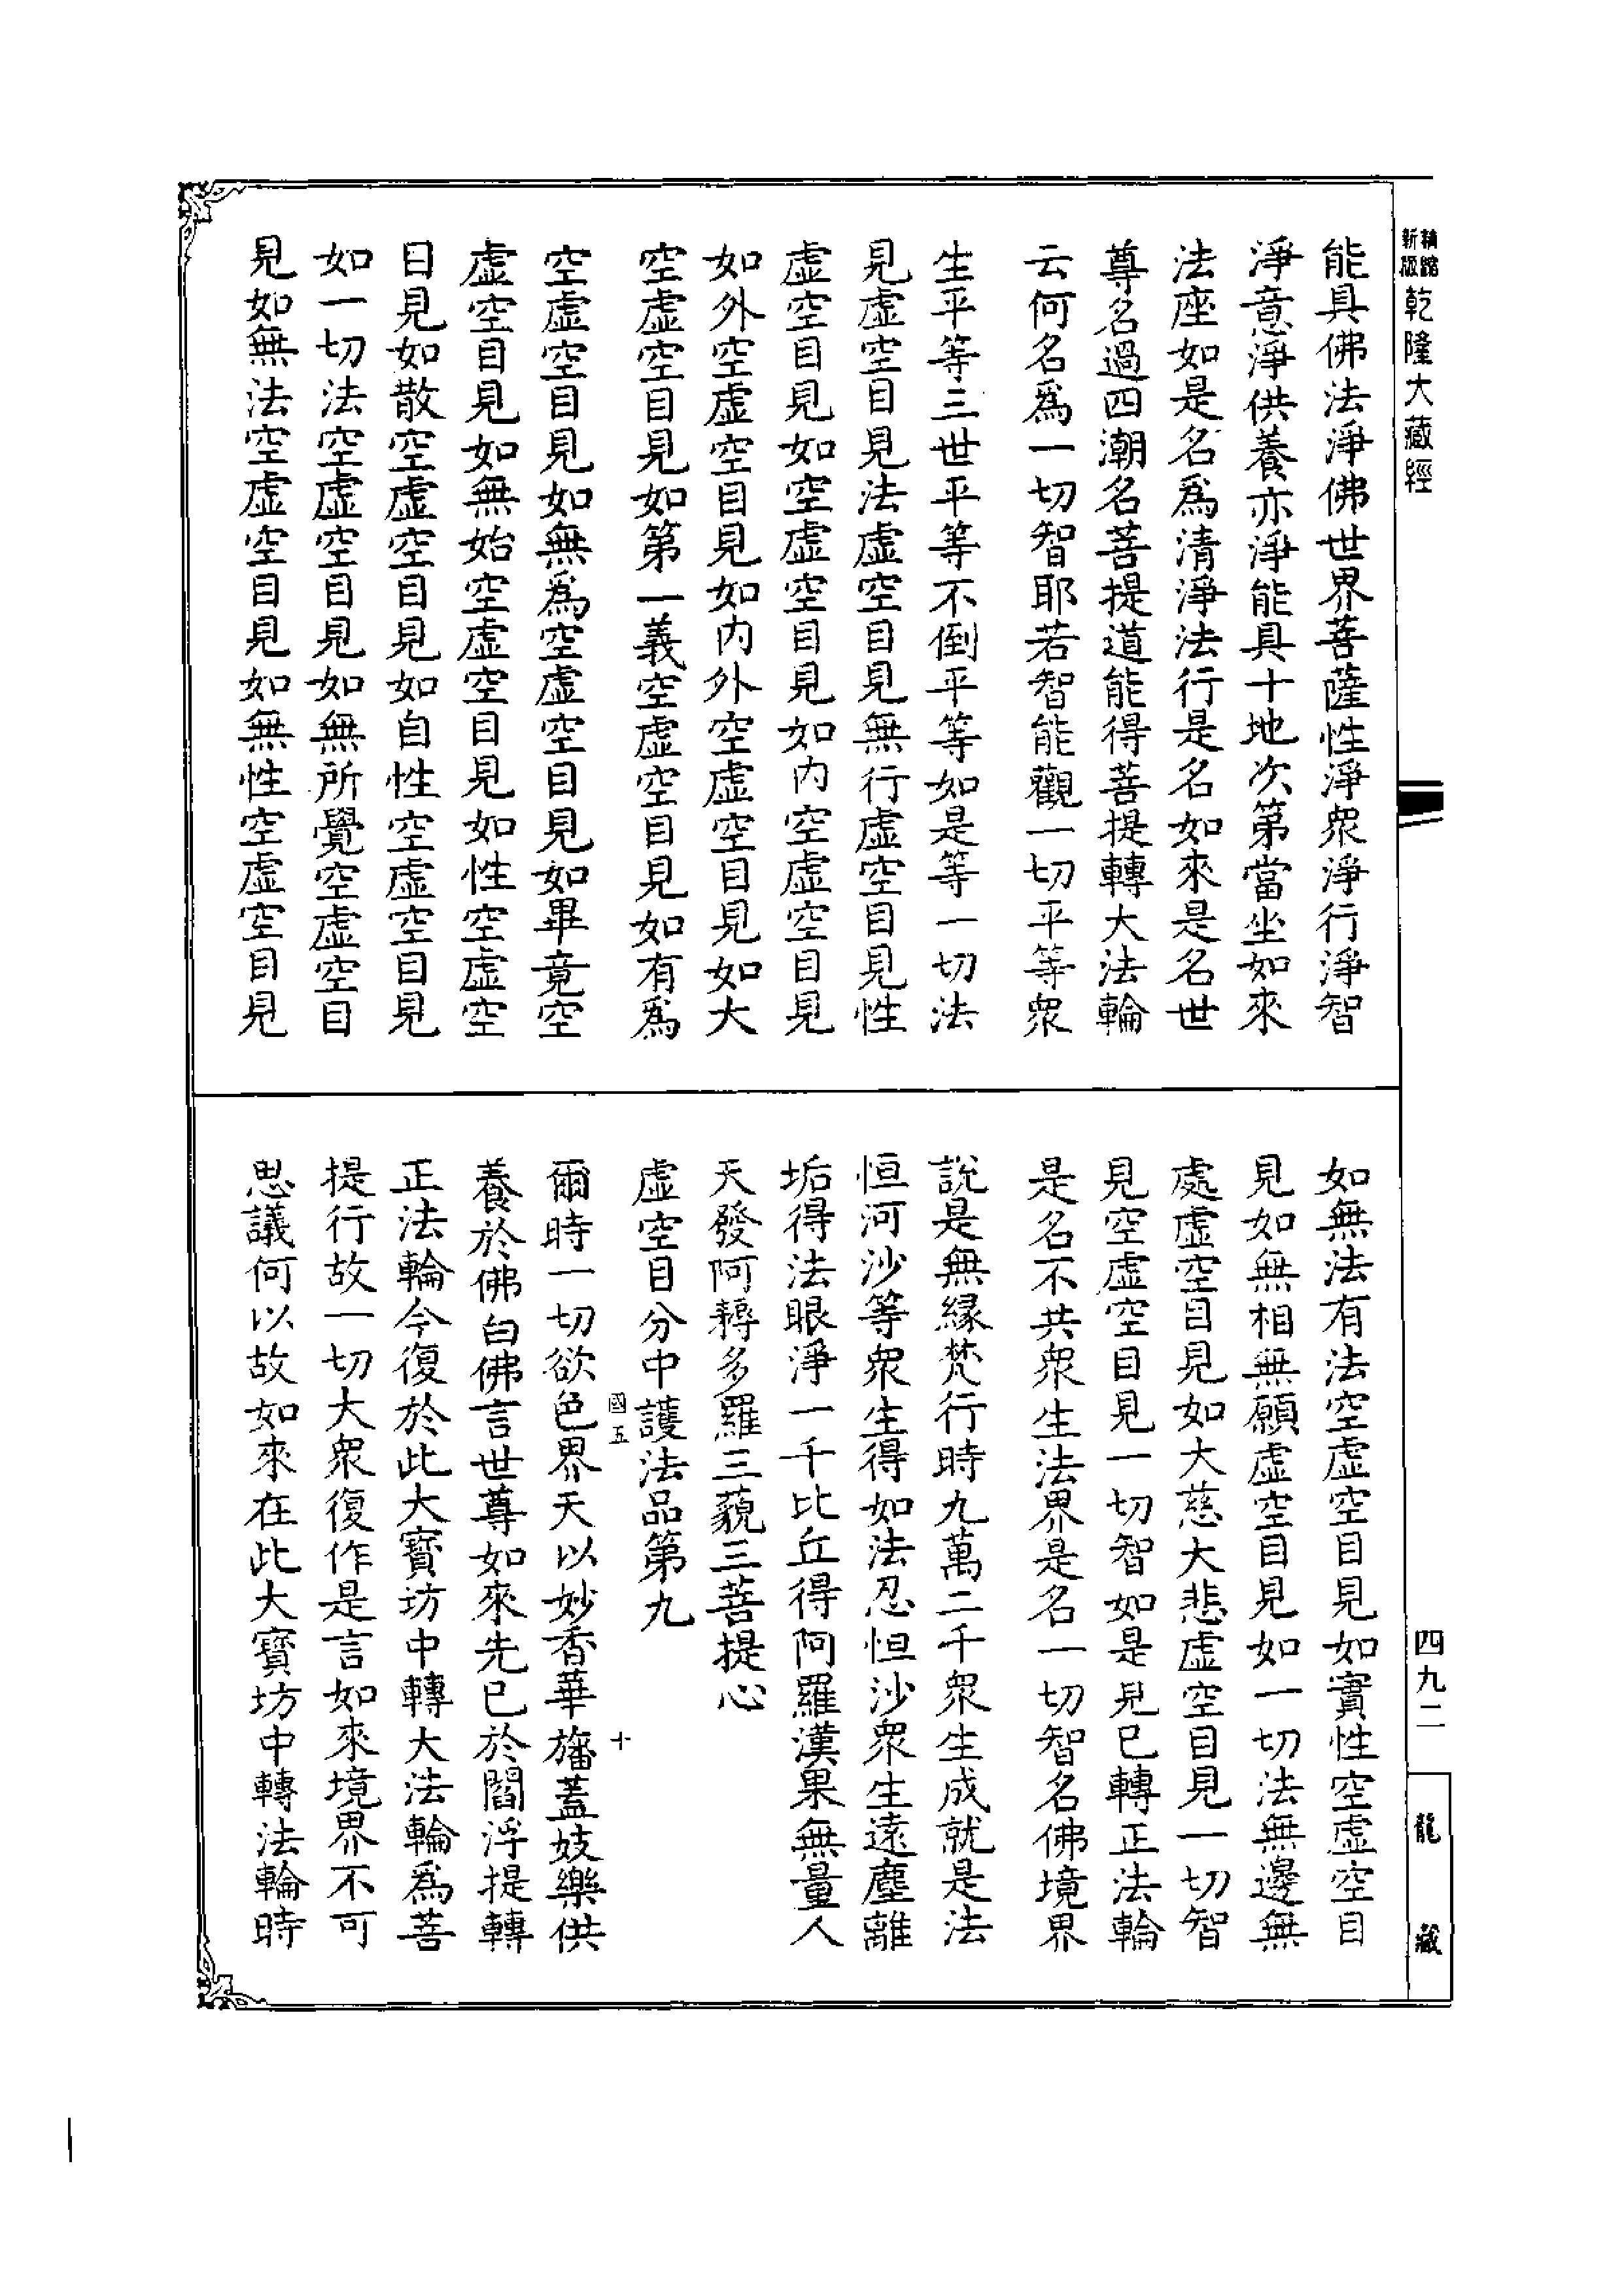 新版精縮乾隆大藏經
能具佛法淨佛世界菩薩性淨衆淨行淨智
淨意淨供養亦淨能具十地次第當坐如來
法座如是名爲清淨法行是名如來是名世
尊名過四潮名菩提道能得菩提轉大法輪
云何名爲一切智耶若智能觀一切平等衆
生平等三世平等不倒平等如是等一切法
見虛空目見法虛空目見無行虛空目見性
虛空目見如空虛空目見如內空虛空目見
如外空虛空目見如內外空虛空目見如大
空虛空目見如第一義空虛空目見如有爲
空虛空目見如無爲空虛空目見如畢竟空
虛空目見如無始空虛空目見如性空虛空
目見如散空虛空目見如自性空虛空目見
如一切法空虛空目見如無所覺空虛空目
見如無法空虛空目見如無性空虛空目見
如無法有法空虛空目見如實性空虛空目
見如無相無願虛空目見如一切法無邊無
處虛空目見如大慈大悲虛空目見一切智
見空虛空目見一切智如是見已轉正法輪
是名不共衆生法界是名一切智名佛境界
說是無緣梵行時九萬二千衆生成就是法
恒河沙等衆生得如法忍恒沙衆生遠塵離
垢得法眼淨一千比丘得阿羅漢果無量人
天發阿耨多羅三藐三菩提心
虛空目分中護法品第九
國五 十
爾時一切欲色界天以妙香華旛蓋妓樂供
養於佛白佛言世尊如來先已於閻浮提轉
正法輪今復於此大寶坊中轉大法輪爲菩
提行故一切大衆復作是言如來境界不可
思議何以故如來在此大寶坊中轉法輪時
四九二
龍藏